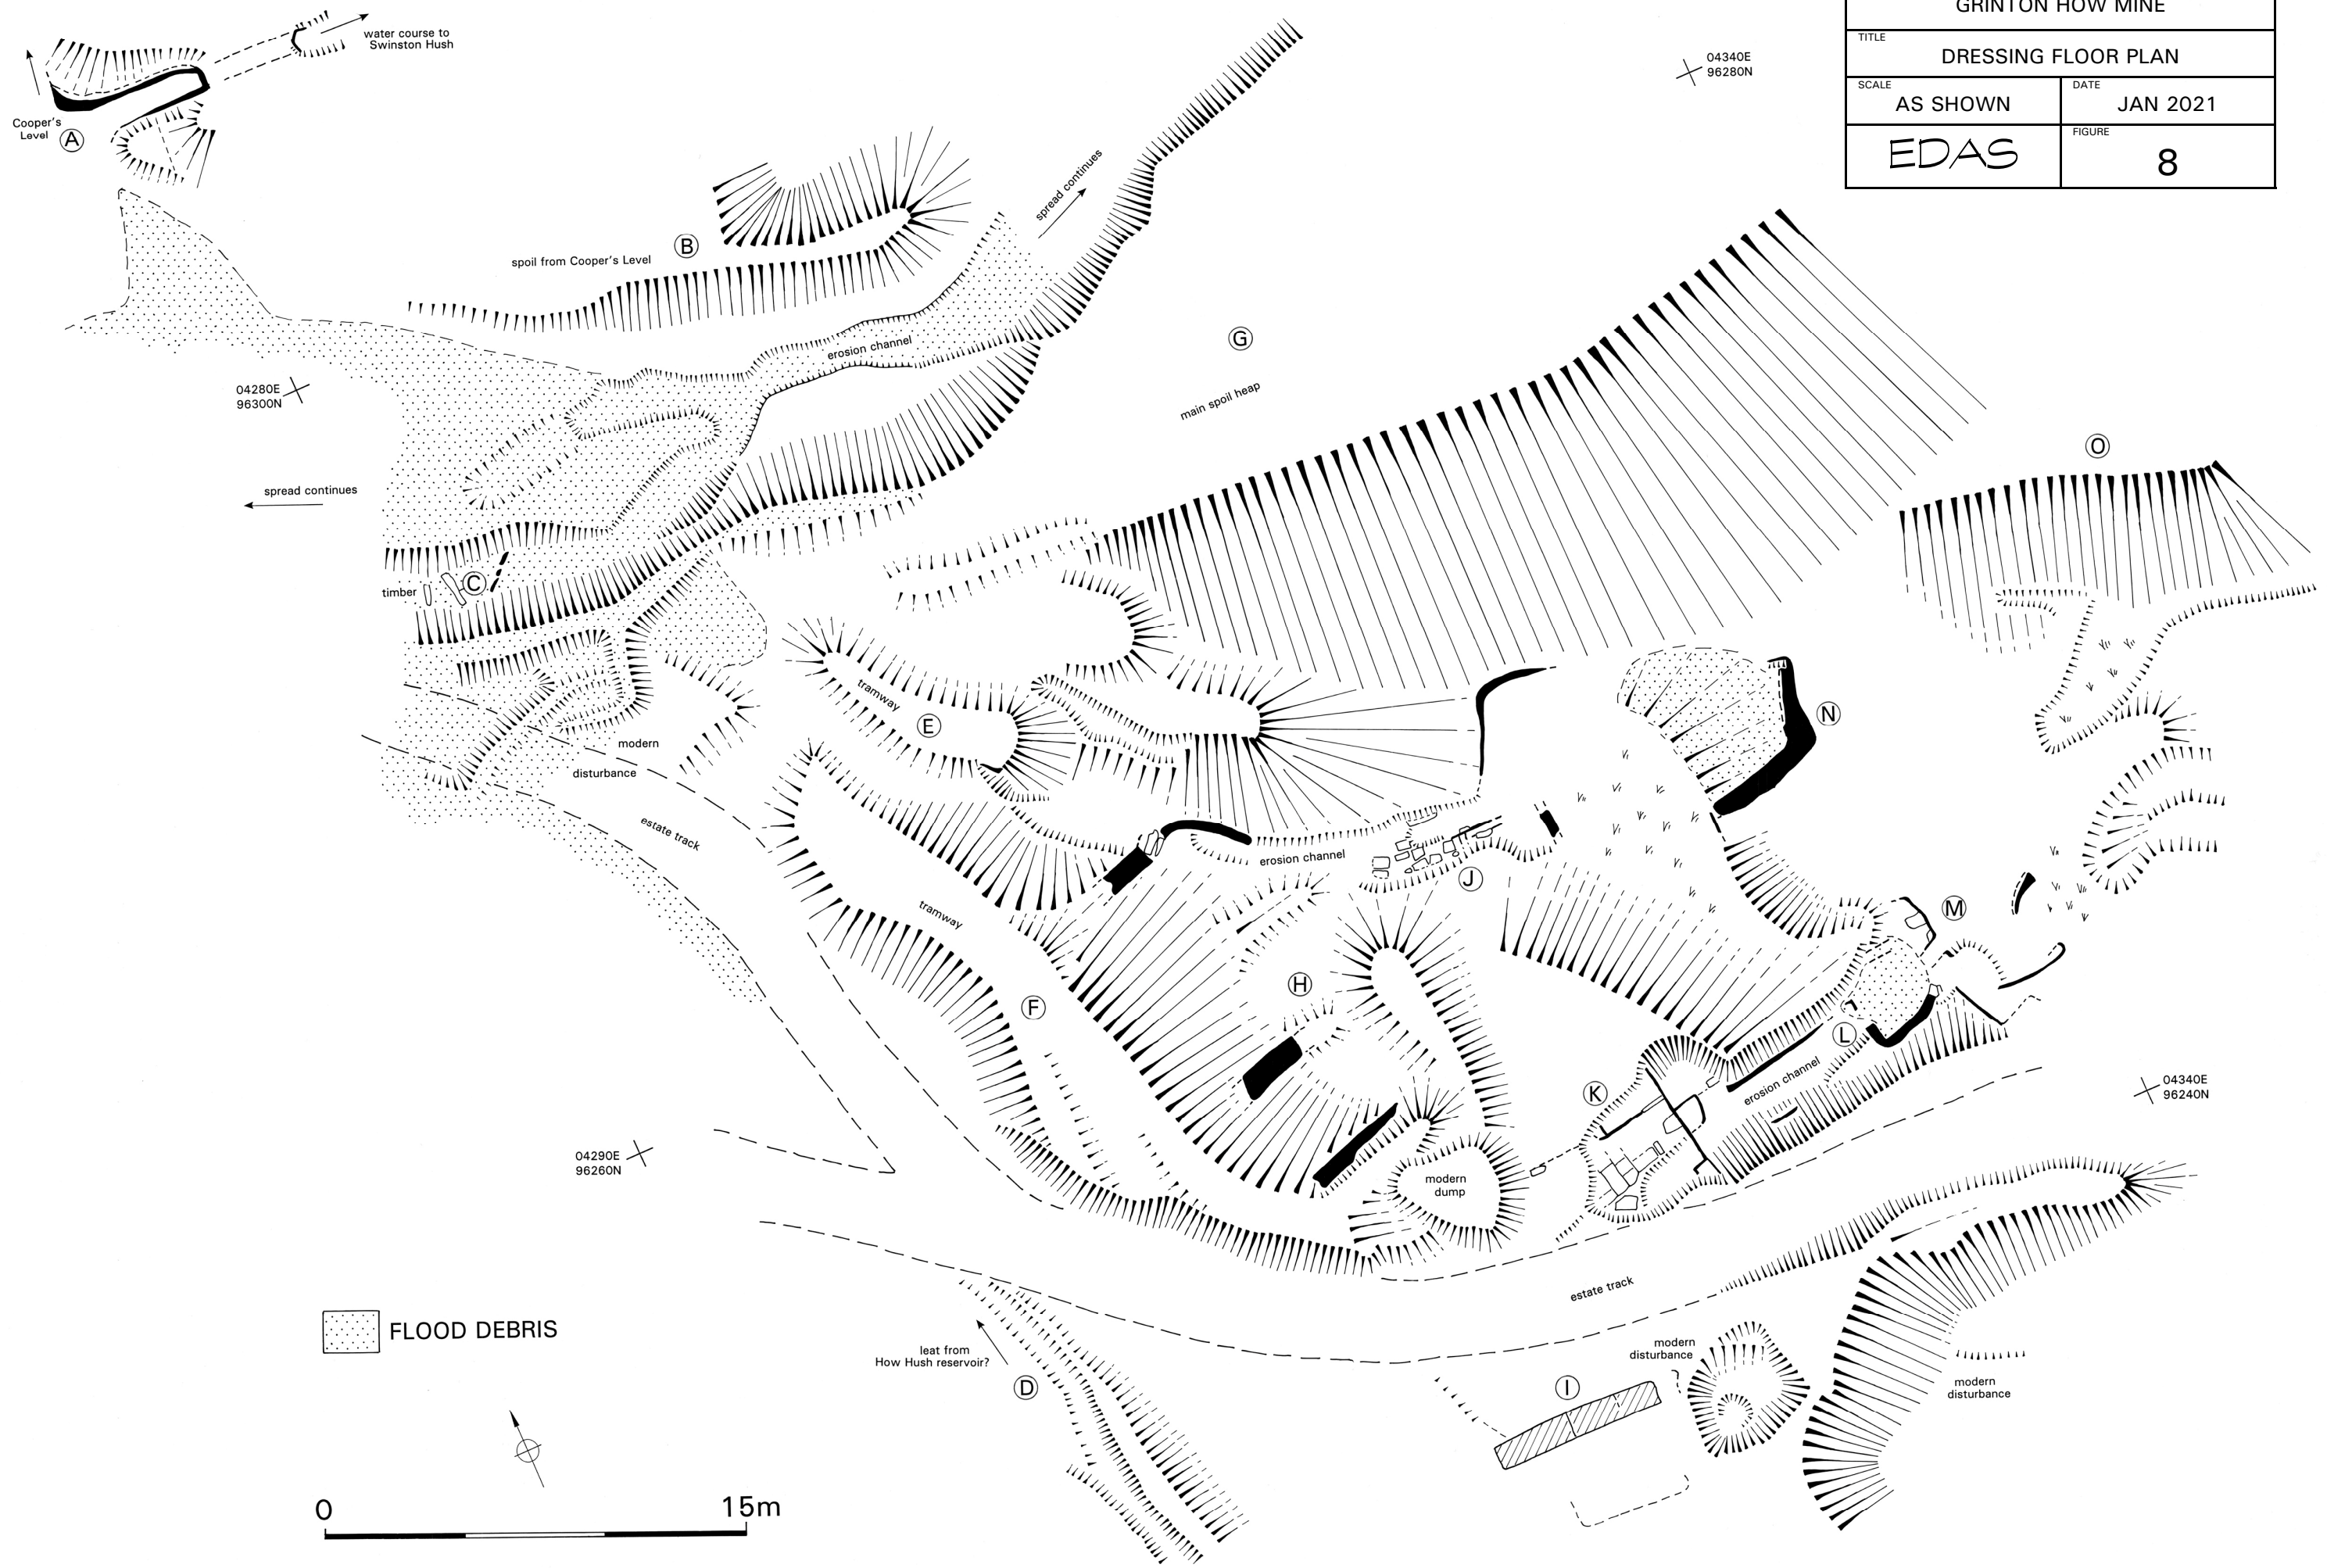 GRINTON HOW MINE
TITLE
DRESSING FLOOR PLAN
SCALE
AS SHOWN
DATE
JAN 2021
EDAS
FIGURE
8
water course to
Swinston Hush
04340E
96280N
Cooper's
Level
A
spread continues
B
spoil from Cooper's Level
erosion channel
G
main spoil heap
04280E
96300N
O
spread continues
timber
C
tramway
E
N
modern
disturbance
estate track
erosion channel
J
tramway
M
F
H
L
erosion channel
K
04340E
96240N
04290E
96260N
modern
dump
estate track
FLOOD DEBRIS
leat from
How Hush reservoir?
D
modern
disturbance
I
modern
disturbance
0
15m